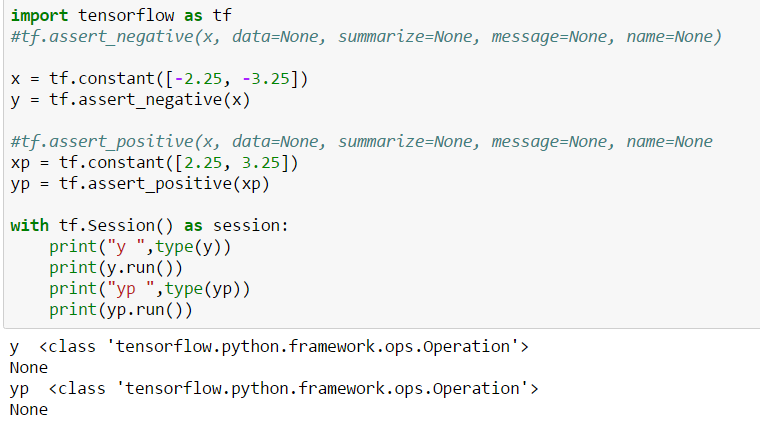 import tensorflow as tf
#tf.assert_negative(x, data=None, summarize=None, message=None, name=None)
x = tf.constant([-2.25, -3.25])
y = tf.assert_negative(x)
#tf.assert_positive(x, data=None, summarize=None, message=None, name=None
xp = tf.constant([2.25, 3.25])
yp = tf.assert_positive(xp)
with tf.Session() as session:
    print("y ",type(y))
    print(y.run())
    print("yp ",type(yp))
    print(yp.run())
y  <class 'tensorflow.python.framework.ops.Operation'>
None
yp  <class 'tensorflow.python.framework.ops.Operation'>
None